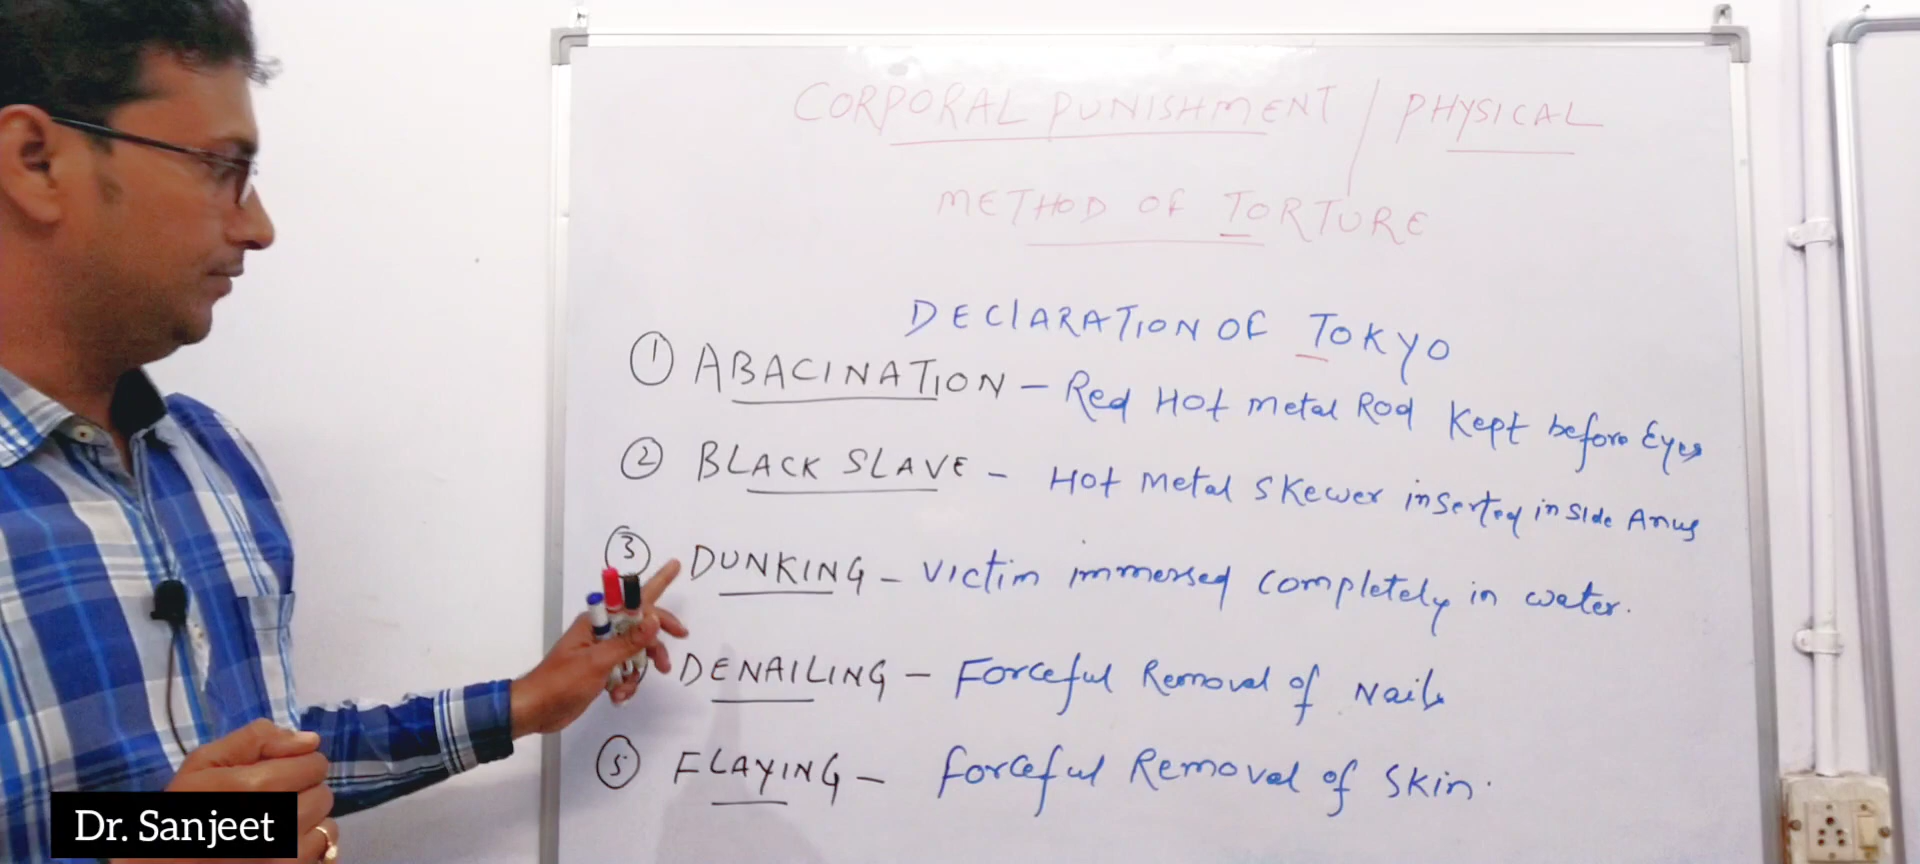 CORPORAL PUNISHMENT / PHYSICAL
METHOD OF TORTURE
DECLARATION OF TOKYO
① ABACINATION - Red Hot metal Rod Kept before Eyes
② BLACK SLAVE - Hot metal skewer inserted inside Anus
③ DUNKING - Victim immersed completely in water.
DENAILING - Forceful Removal of Nails
⑤ FLAYING - Forceful Removal of Skin.
Dr. Sanjeet